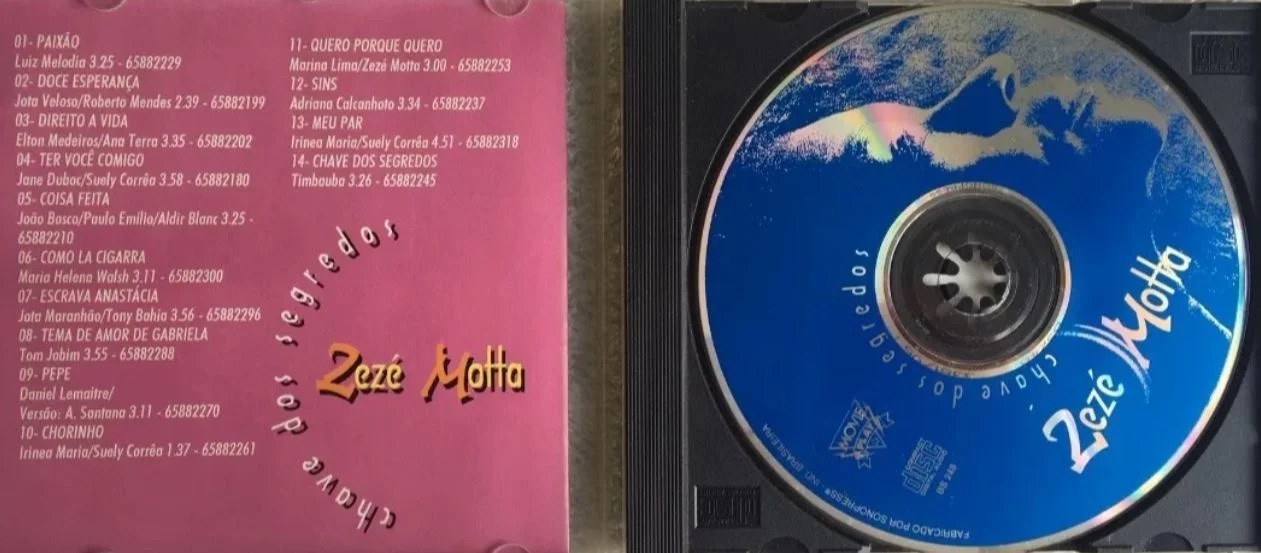 01- PAIXÃO
Luiz Melodia 3.25 - 65882229
02- DOCE ESPERANÇA
Jota Veloso/Roberto Mendes 2.39 - 65882199
03- DIREITO A VIDA
Elton Medeiros/Ana Terra 3.35 - 65882202
04- TER VOCÊ COMIGO
Jane Duboc/Suely Corrêa 3.58 - 65882180
05- COISA FEITA
João Bosco/Paulo Emílio/Aldir Blanc 3.25 -
65882210
06- COMO LA CIGARRA
Maria Helena Walsh 3.11 - 65882300
07- ESCRAVA ANASTÁCIA
Jota Maranhão/Tony Bahia 3.56 - 65882296
08- TEMA DE AMOR DE GABRIELA
Tom Jobim 3.55 - 65882288
09- PEPE
Daniel Lemaitre/
Versão: A. Santana 3.11 - 65882270
10- CHORINHO
Irinea Maria/Suely Corrêa 1.37 - 65882261
11- QUERO PORQUE QUERO
Marina Lima/Zezé Motta 3.00 - 65882253
12- SINS
Adriana Calcanhoto 3.34 - 65882237
13- MEU PAR
Irinea Maria/Suely Corrêa 4.51 - 65882318
14- CHAVE DOS SEGREDOS
Timbauba 3.26 - 65882245
chave dos segredos
Zezé Motta
chave dos segredos
Zezé Motta
MOVIE PLAY
disc
BS 248
FABRICADO POR SONOPRESS® IND. BRASILEIRA